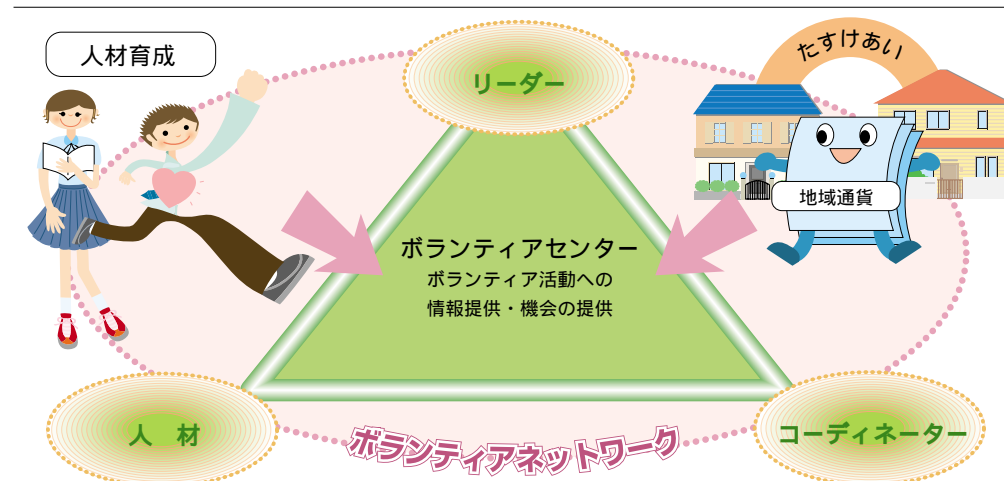 人材育成
リーダー
たすけあい
地域通貨
ボランティアセンター
ボランティア活動への
情報提供・機会の提供
人 材
コーディネーター
ボランティアネットワーク